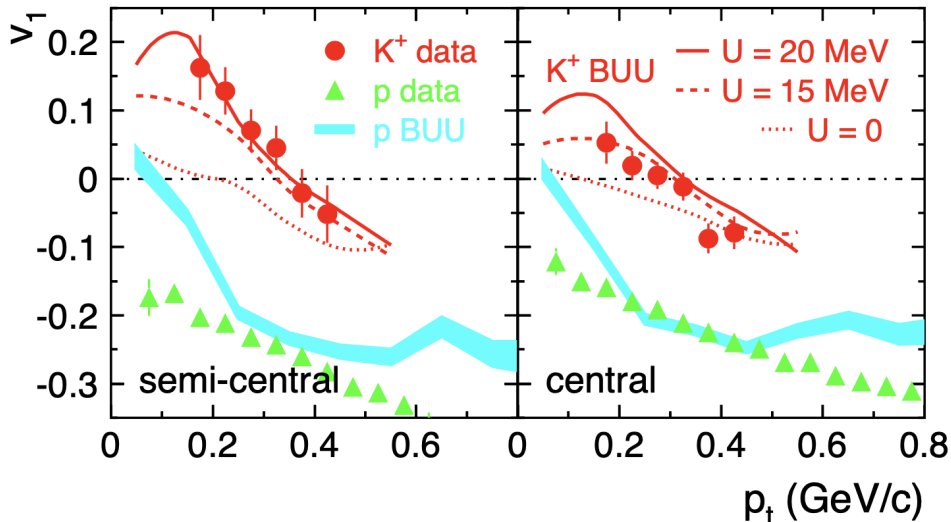 v1
0.2
0.1
0
-0.1
-0.2
-0.3
K+ data
p data
p BUU
semi-central
K+ BUU
U = 20 MeV
U = 15 MeV
U = 0
central
0 0.2 0.4 0.6 0 0.2 0.4 0.6 0.8
pt (GeV/c)